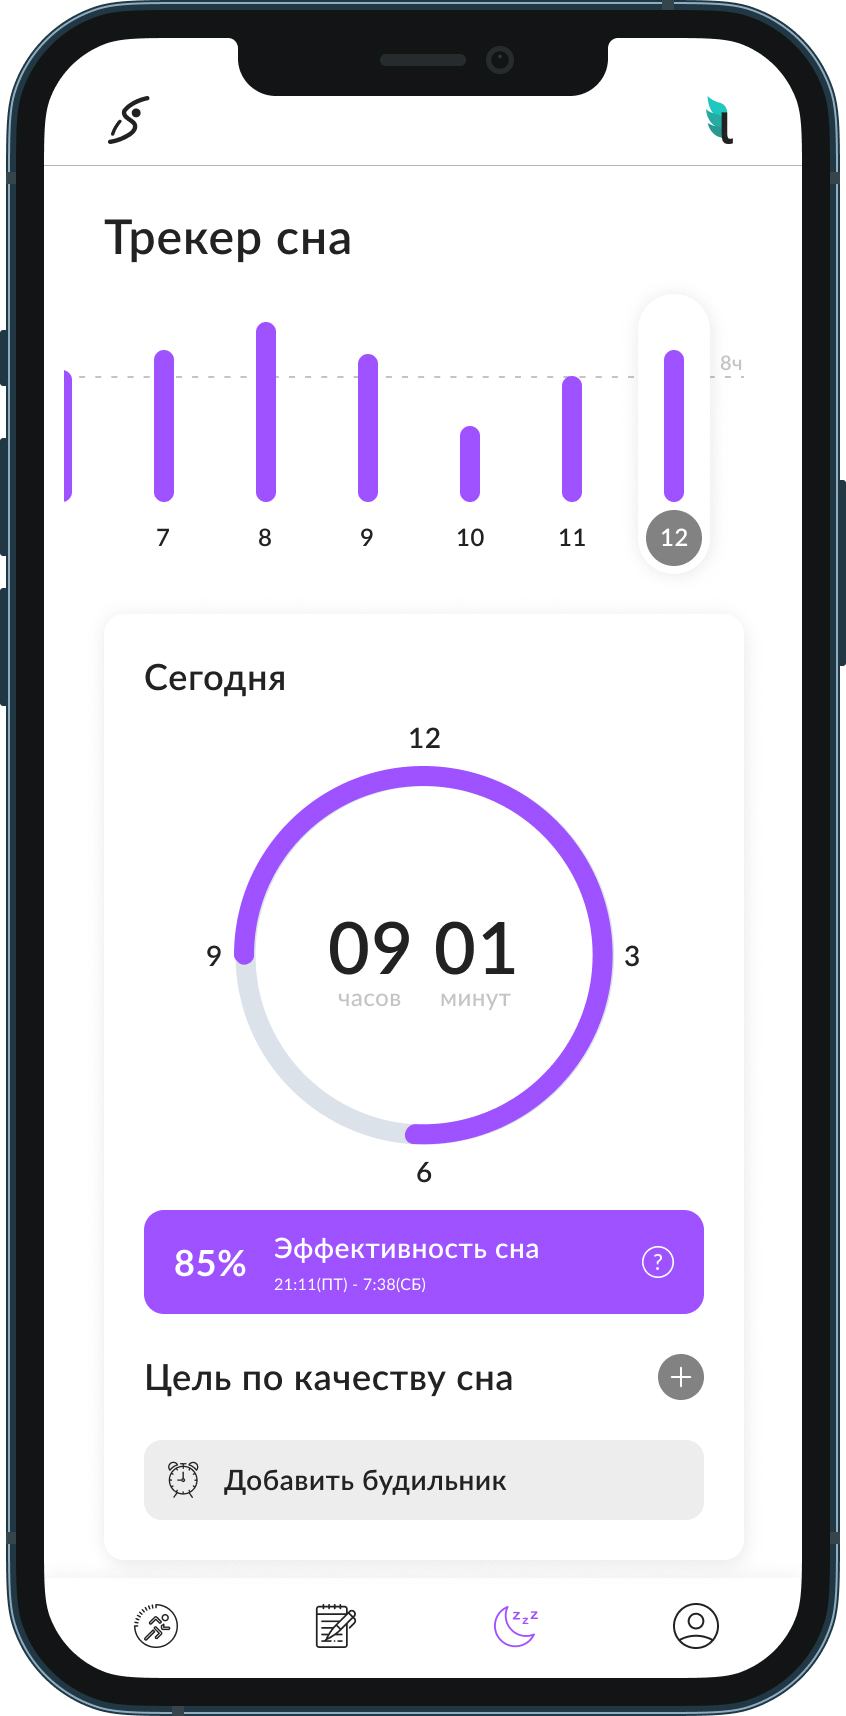 Трекер сна
8ч
7 8 9 10 11 12
Сегодня
12
9
09 01
3
часов минут
6
85%
Эффективность сна
21:11(ПТ) - 7:38(СБ)
?
Цель по качеству сна
Добавить будильник
z z z